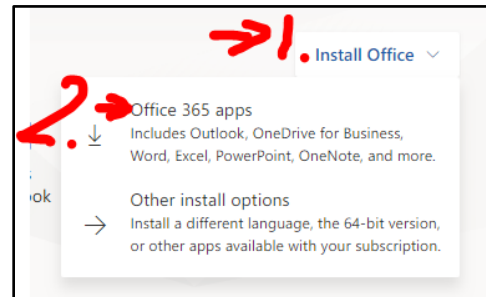 1. Install Office
2. Office 365 apps
Includes Outlook, OneDrive for Business,
Word, Excel, PowerPoint, OneNote, and more.
ook
Other install options
Install a different language, the 64-bit version,
or other apps available with your subscription.